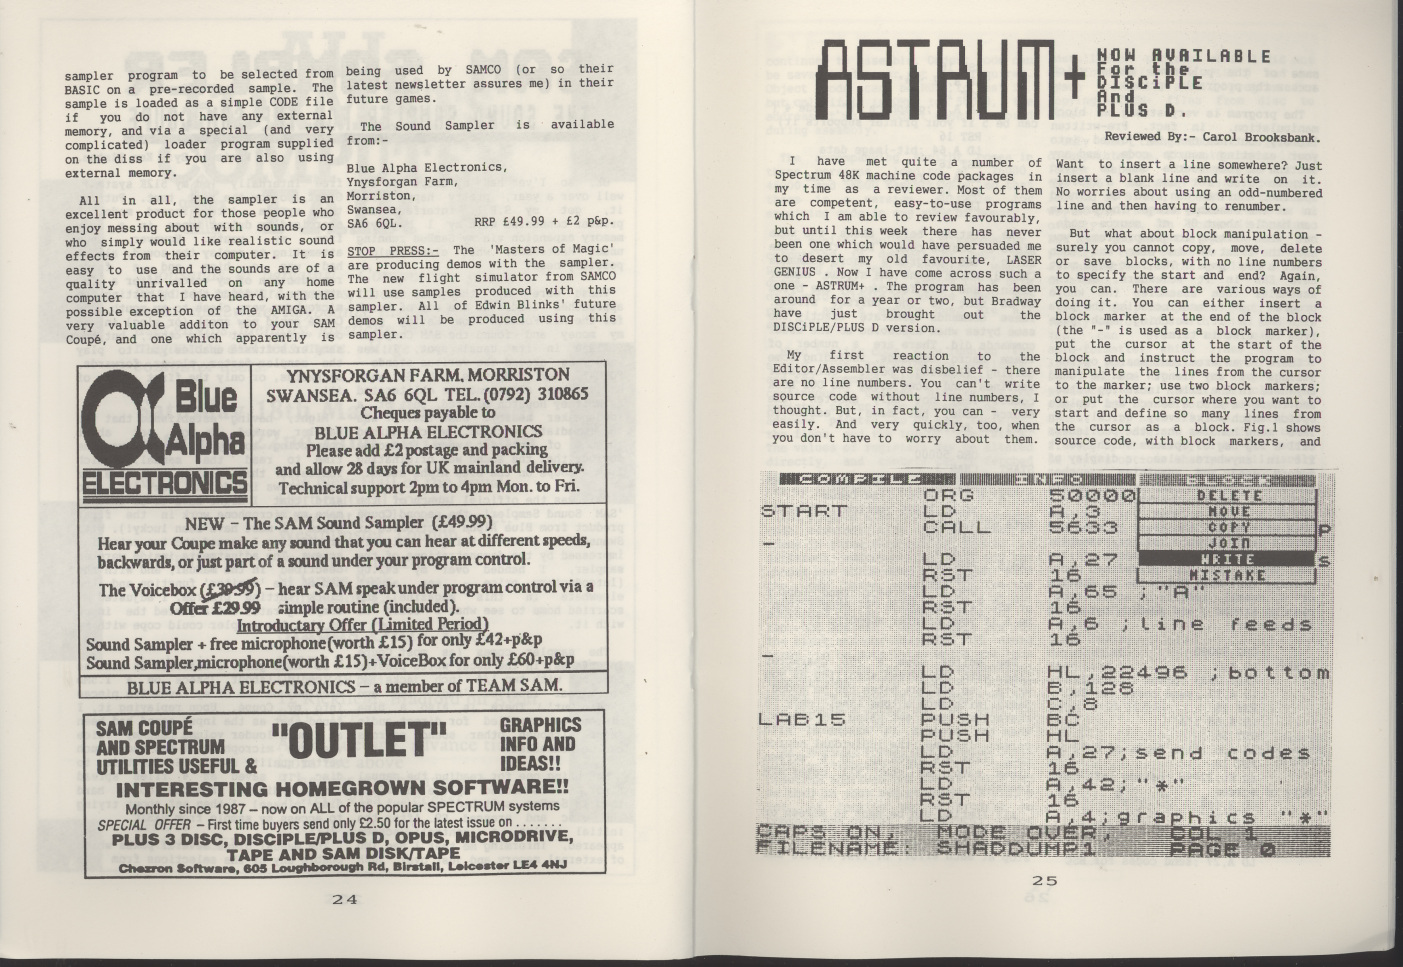 sampler program to be selected from
BASIC on a pre-recorded sample. The
sample is loaded as a simple CODE file
if you do not have any external
memory, and via a special (and very
complicated) loader program supplied
on the diss if you are also using
external memory.
All in all, the sampler is an
excellent product for those people who
enjoy messing about with sounds, or
who simply would like realistic sound
effects from their computer. It is
easy to use and the sounds are of a
quality unrivalled on any home
computer that I have heard, with the
possible exception of the AMIGA. A
very valuable additon to your SAM
Coupé, and one which apparently is
being used by SAMCO (or so their
latest newsletter assures me) in their
future games.
The Sound Sampler is available
from:-
Blue Alpha Electronics,
Ynysforgan Farm,
Morriston,
Swansea,
SA6 6QL. RRP £49.99 + £2 p&p.
STOP PRESS:- The 'Masters of Magic'
are producing demos with the sampler.
The new flight simulator from SAMCO
will use samples produced with this
sampler. All of Edwin Blinks' future
demos will be produced using this
sampler.
Blue
Alpha
ELECTRONICS
YNYSFORGAN FARM, MORRISTON
SWANSEA. SA6 6QL TEL. (0792) 310865
Cheques payable to
BLUE ALPHA ELECTRONICS
Please add £2 postage and packing
and allow 28 days for UK mainland delivery.
Technical support 2pm to 4pm Mon. to Fri.
NEW – The SAM Sound Sampler (£49.99)
Hear your Coupe make any sound that you can hear at different speeds,
backwards, or just part of a sound under your program control.
The Voicebox (£39.99) – hear SAM speak under program control via a
Offer £29.99 simple routine (included).
Introductary Offer (Limited Period)
Sound Sampler + free microphone (worth £15) for only £42+p&p
Sound Sampler, microphone (worth £15)+VoiceBox for only £60+p&p
BLUE ALPHA ELECTRONICS – a member of TEAM SAM.
SAM COUPÉ
AND SPECTRUM
UTILITIES USEFUL &
"OUTLET"
GRAPHICS
INFO AND
IDEAS!!
INTERESTING HOMEGROWN SOFTWARE!!
Monthly since 1987 – now on ALL of the popular SPECTRUM systems
SPECIAL OFFER – First time buyers send only £2.50 for the latest issue on .......
PLUS 3 DISC, DISCIPLE/PLUS D, OPUS, MICRODRIVE,
TAPE AND SAM DISK/TAPE
Chezron Software, 605 Loughborough Rd, Birstall, Leicester LE4 4NJ
24
ASTRUM+
NOW AVAILABLE
For the
DISCiPLE
And
PLUS D.
Reviewed By:- Carol Brooksbank.
I have met quite a number of
Spectrum 48K machine code packages in
my time as a reviewer. Most of them
are competent, easy-to-use programs
which I am able to review favourably,
but until this week there has never
been one which would have persuaded me
to desert my old favourite, LASER
GENIUS . Now I have come across such a
one - ASTRUM+ . The program has been
around for a year or two, but Bradway
have just brought out the
DISCiPLE/PLUS D version.
My first reaction to the
Editor/Assembler was disbelief - there
are no line numbers. You can't write
source code without line numbers, I
thought. But, in fact, you can - very
easily. And very quickly, too, when
you don't have to worry about them.
Want to insert a line somewhere? Just
insert a blank line and write on it.
No worries about using an odd-numbered
line and then having to renumber.
But what about block manipulation -
surely you cannot copy, move, delete
or save blocks, with no line numbers
to specify the start and end? Again,
you can. There are various ways of
doing it. You can either insert a
block marker at the end of the block
(the "-" is used as a block marker),
put the cursor at the start of the
block and instruct the program to
manipulate the lines from the cursor
to the marker; use two block markers;
or put the cursor where you want to
start and define so many lines from
the cursor as a block. Fig.1 shows
source code, with block markers, and
COMPILE INFO BLOCK
ORG 50000 DELETE
START LD A,3 MOVE
CALL 5633 COPY p
– JOIN
LD A,27 WRITE s
RST 16 MISTAKE
LD A,65 ;"A"
RST 16
LD A,6 ;line feeds
RST 16
–
LD HL,22496 ;bottom
LD B,128
LD C,8
LAB15 PUSH BC
PUSH HL
LD A,27;send codes
RST 16
LD A,42;"*"
RST 16
LD A,4;graphics "*"
CAPS ON, MODE OVER, COL 1
FILENAME: SHADDUMP1 PAGE 0
25